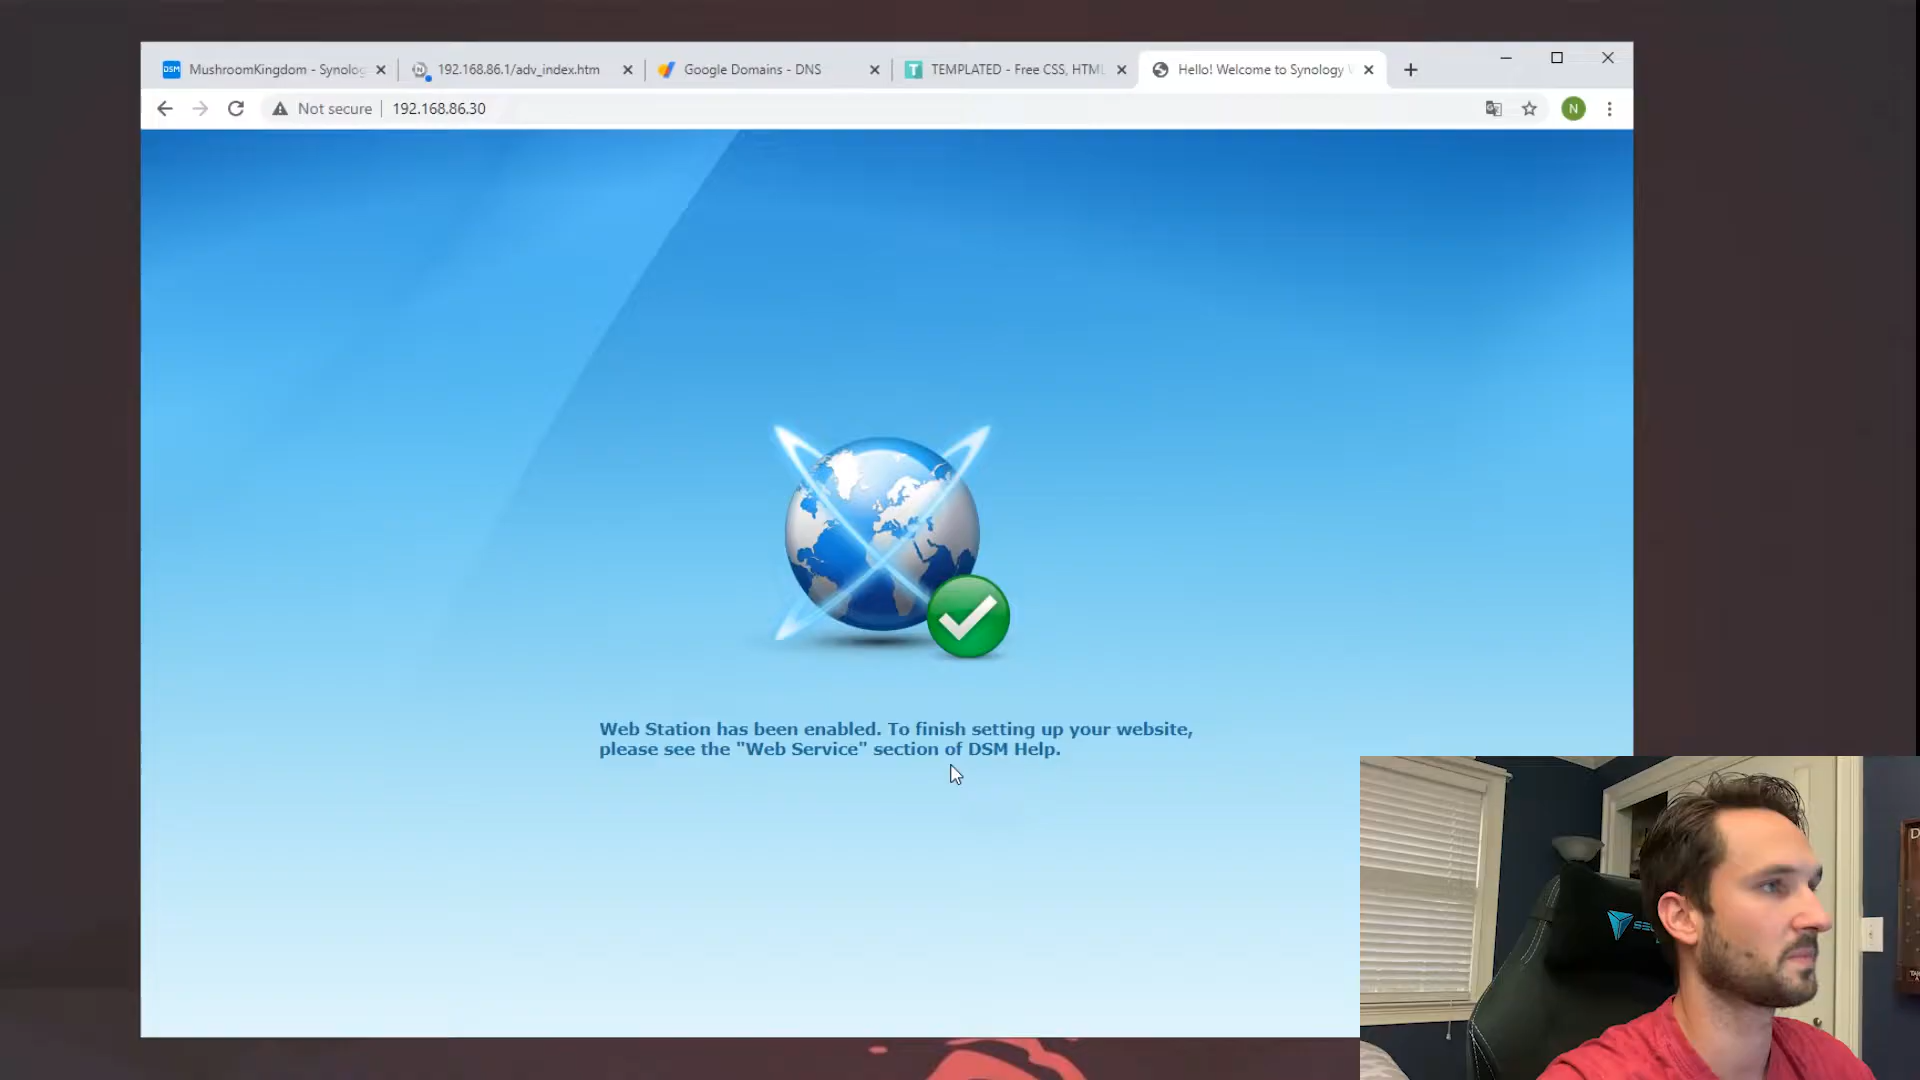 DSM MushroomKingdom - Synolog
192.168.86.1/adv_index.htm
Google Domains - DNS
T TEMPLATED - Free CSS, HTML
Hello! Welcome to Synology
Not secure
192.168.86.30
N
Web Station has been enabled. To finish setting up your website,
please see the "Web Service" section of DSM Help.